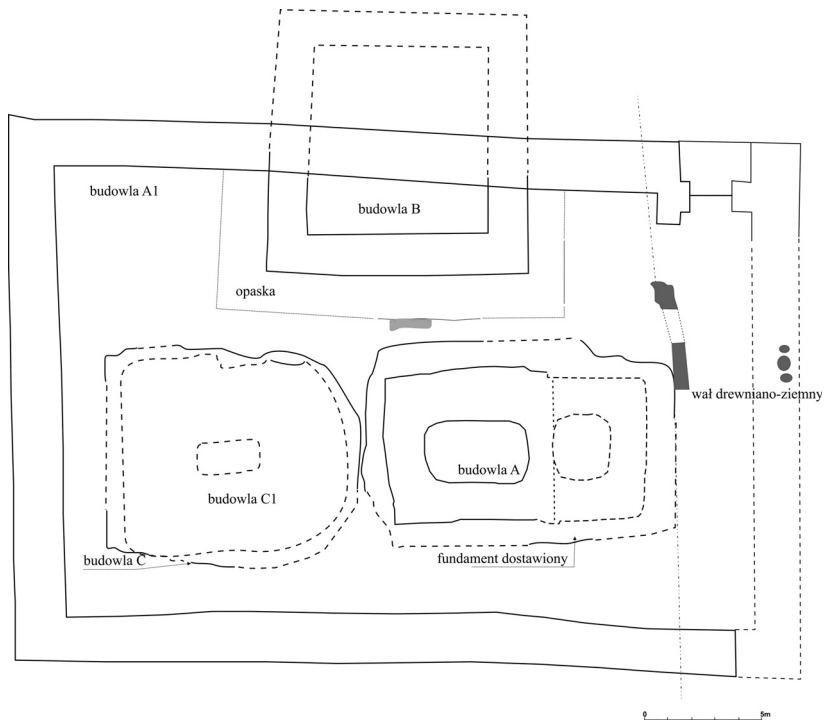 budowla A1
budowla B
opaska
wał drewniano-ziemny
budowla A
budowla C1
budowla C
fundament dostawiony
0 5m